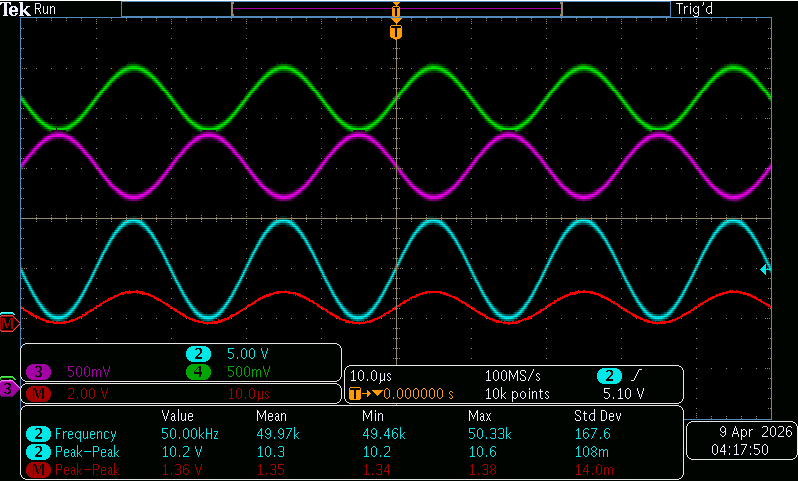 Tek Run Trig'd
T
T
M
2 5.00 V
3 500mV 4 500mV
3
M 2.00 V 10.0µs
10.0µs 100MS/s 2
T→▼0.000000 s 10k points 5.10 V
Value Mean Min Max Std Dev
2 Frequency 50.00kHz 49.97k 49.46k 50.33k 167.6
2 Peak-Peak 10.2 V 10.3 10.2 10.6 108m
M Peak-Peak 1.36 V 1.35 1.34 1.38 14.0m
9 Apr 2026
04:17:50